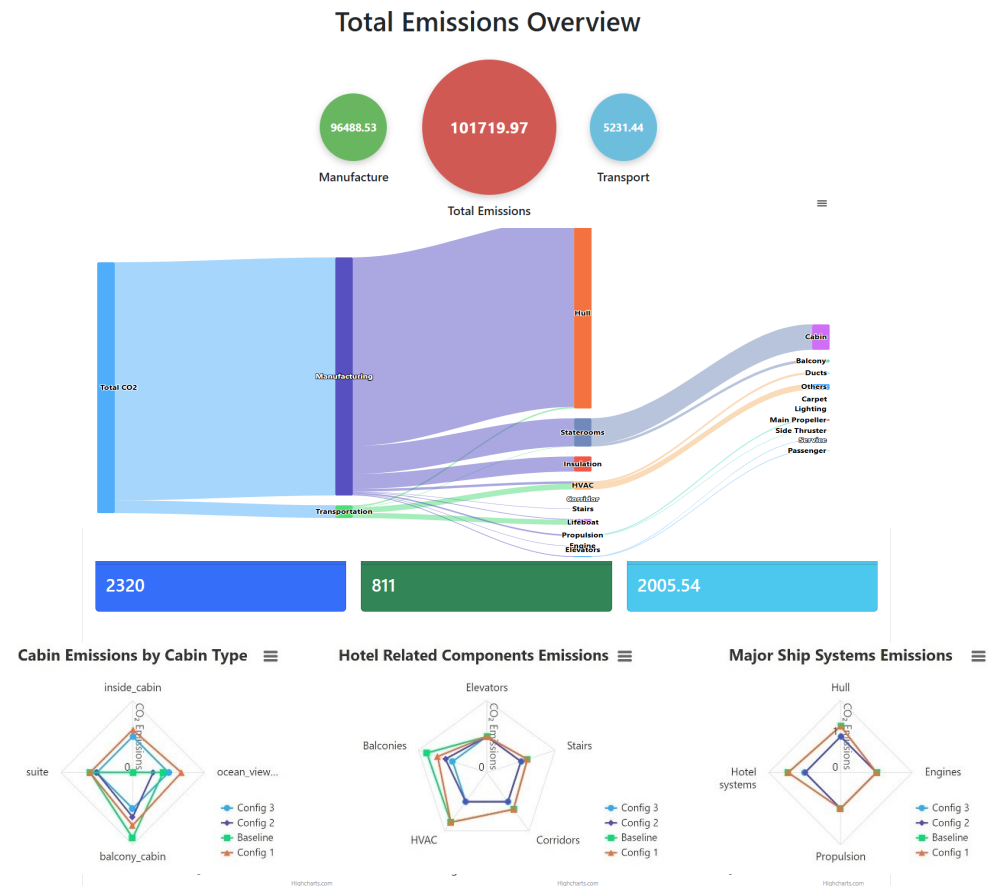 Total Emissions Overview
96488.53
101719.97
5231.44
Manufacture
Transport
Total Emissions
Hull
Cabin
Balcony
Ducts
Total CO2
Manufacturing
Others
Carpet
Lighting
Main Propeller
Staterooms
Side Thruster
Service
Passenger
Insulation
HVAC
Corridor
Stairs
Transportation
Lifeboat
Propulsion
Engine
Elevators
2320
811
2005.54
Cabin Emissions by Cabin Type
inside_cabin
CO₂ Emissions
suite
0
ocean_view...
Config 3
Config 2
Baseline
Config 1
balcony_cabin
Hotel Related Components Emissions
Elevators
CO₂ Emissions
Balconies
Stairs
0
HVAC
Corridors
Config 3
Config 2
Baseline
Config 1
Major Ship Systems Emissions
Hull
CO₂ Emissions
1
0
Hotel
systems
Engines
Propulsion
Config 3
Config 2
Baseline
Config 1
Highcharts.com
Highcharts.com
Highcharts.com